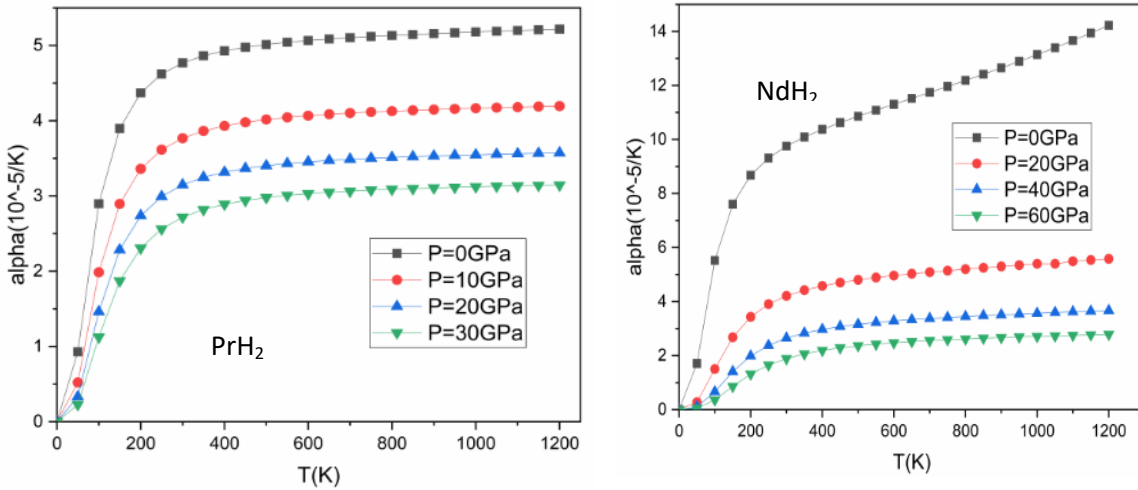 alpha(10^-5/K)
5
4
3
2
1
0
P=0GPa
P=10GPa
P=20GPa
P=30GPa
PrH₂
0 200 400 600 800 1000 1200
T(K)
alpha(10^-5/K)
14
12
10
8
6
4
2
0
NdH₂
P=0GPa
P=20GPa
P=40GPa
P=60GPa
0 200 400 600 800 1000 1200
T(K)